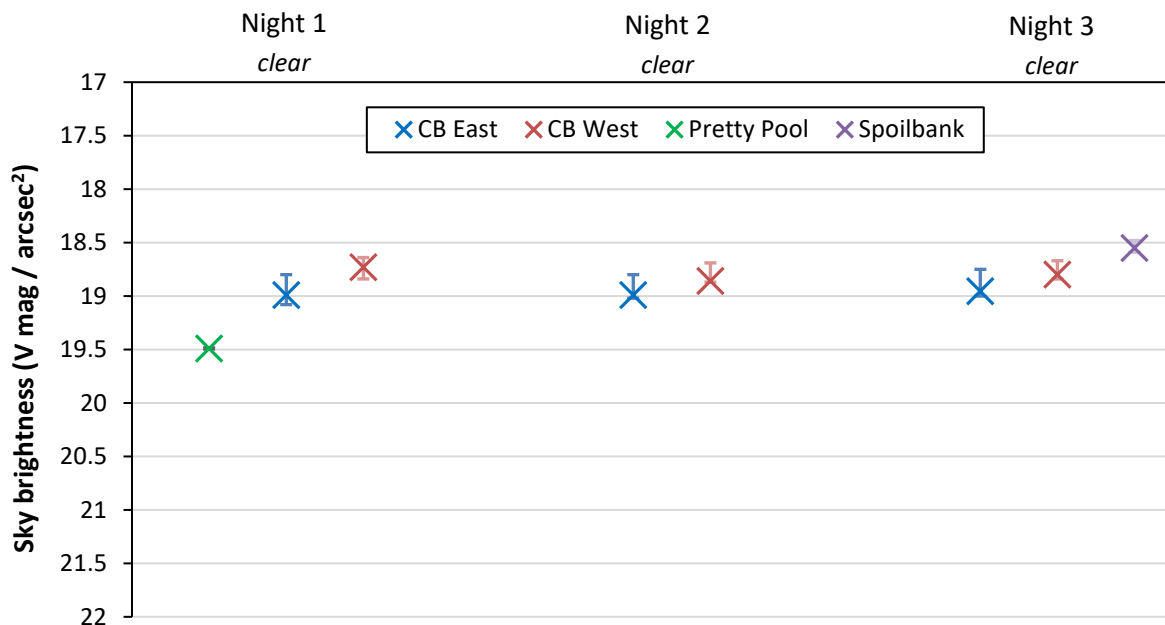 Night 1 Night 2 Night 3
clear clear clear
CB East CB West Pretty Pool Spoilbank
Sky brightness (V mag / arcsec²)
17
17.5
18
18.5
19
19.5
20
20.5
21
21.5
22